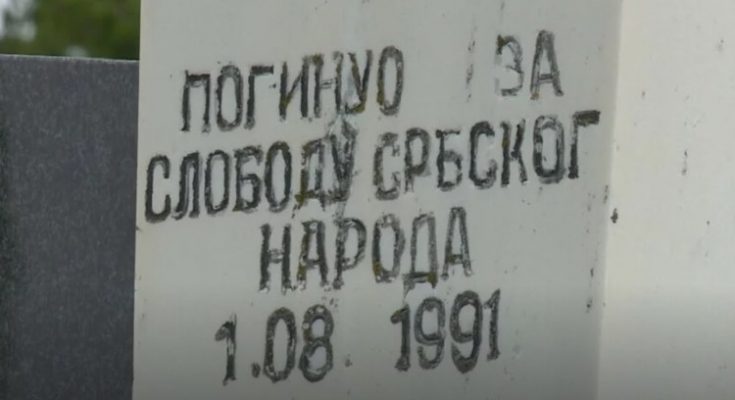 ПОГИНУО ЗА
СЛОБОДУ СРБСКОГ
НАРОДА
1.08. 1991